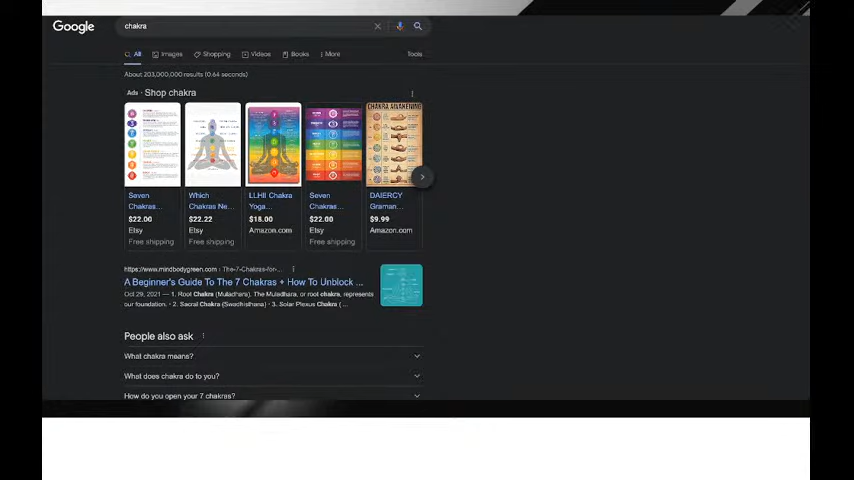 Google
chakra
All Images Shopping Videos Books More Tools
About 203,000,000 results (0.64 seconds)
Ads · Shop chakra
CHAKRA AWAKENING
Seven Chakras...
$22.00
Etsy
Free shipping
Which Chakras Ne...
$22.22
Etsy
Free shipping
LLHII Chakra Yoga...
$18.00
Amazon.com
Seven Chakras...
$22.00
Etsy
Free shipping
DAIERCY Graman...
$9.99
Amazon.com
https://www.mindbodygreen.com › The-7-Chakras-for-...
A Beginner's Guide To The 7 Chakras + How To Unblock ...
Oct 29, 2021 — 1. Root Chakra (Muladhara). The Muladhara, or root chakra, represents
our foundation. · 2. Sacral Chakra (Swadhisthana) · 3. Solar Plexus Chakra ( ...
People also ask
What chakra means?
What does chakra do to you?
How do you open your 7 chakras?